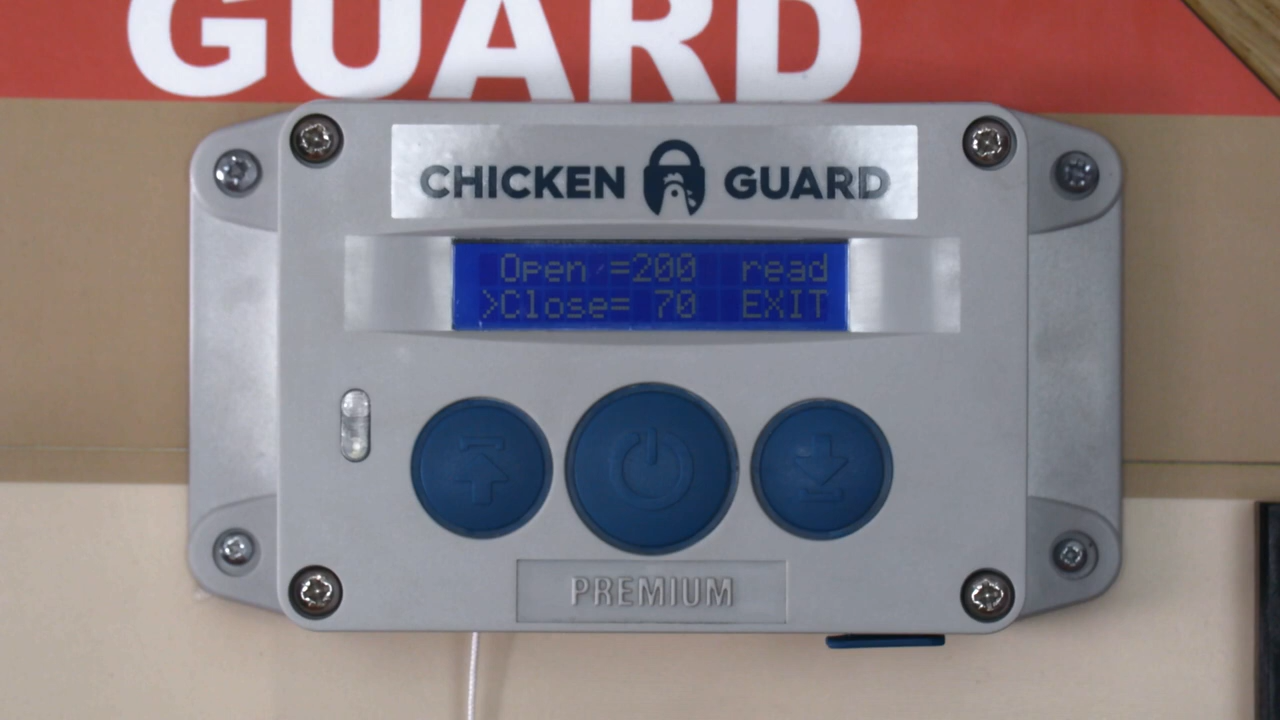 GUARD
CHICKEN GUARD
Open =200 read
>Close= 70 EXIT
PREMIUM